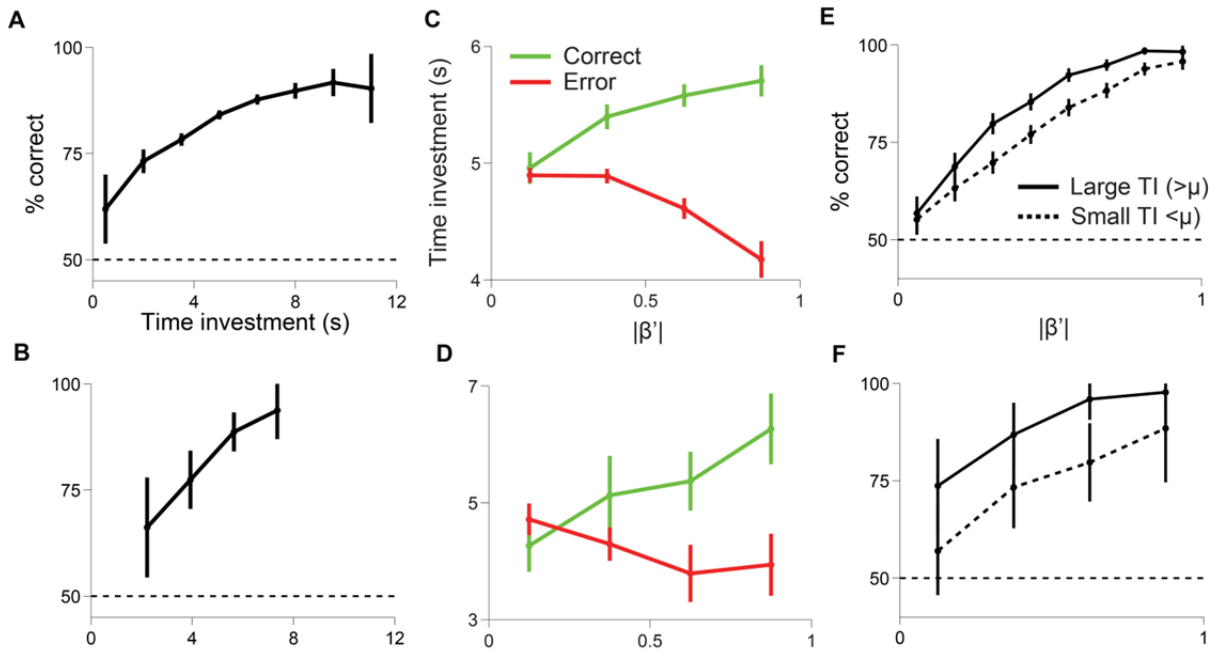 A
100
75
50
% correct
0
4
8
12
Time investment (s)
B
100
75
50
0
4
8
12
C
Correct
Error
6
5
4
Time investment (s)
0
0.5
1
|β'|
D
7
5
3
0
0.5
1
E
100
75
50
% correct
Large TI (>μ)
Small TI <μ)
0
1
|β'|
F
100
75
50
0
1